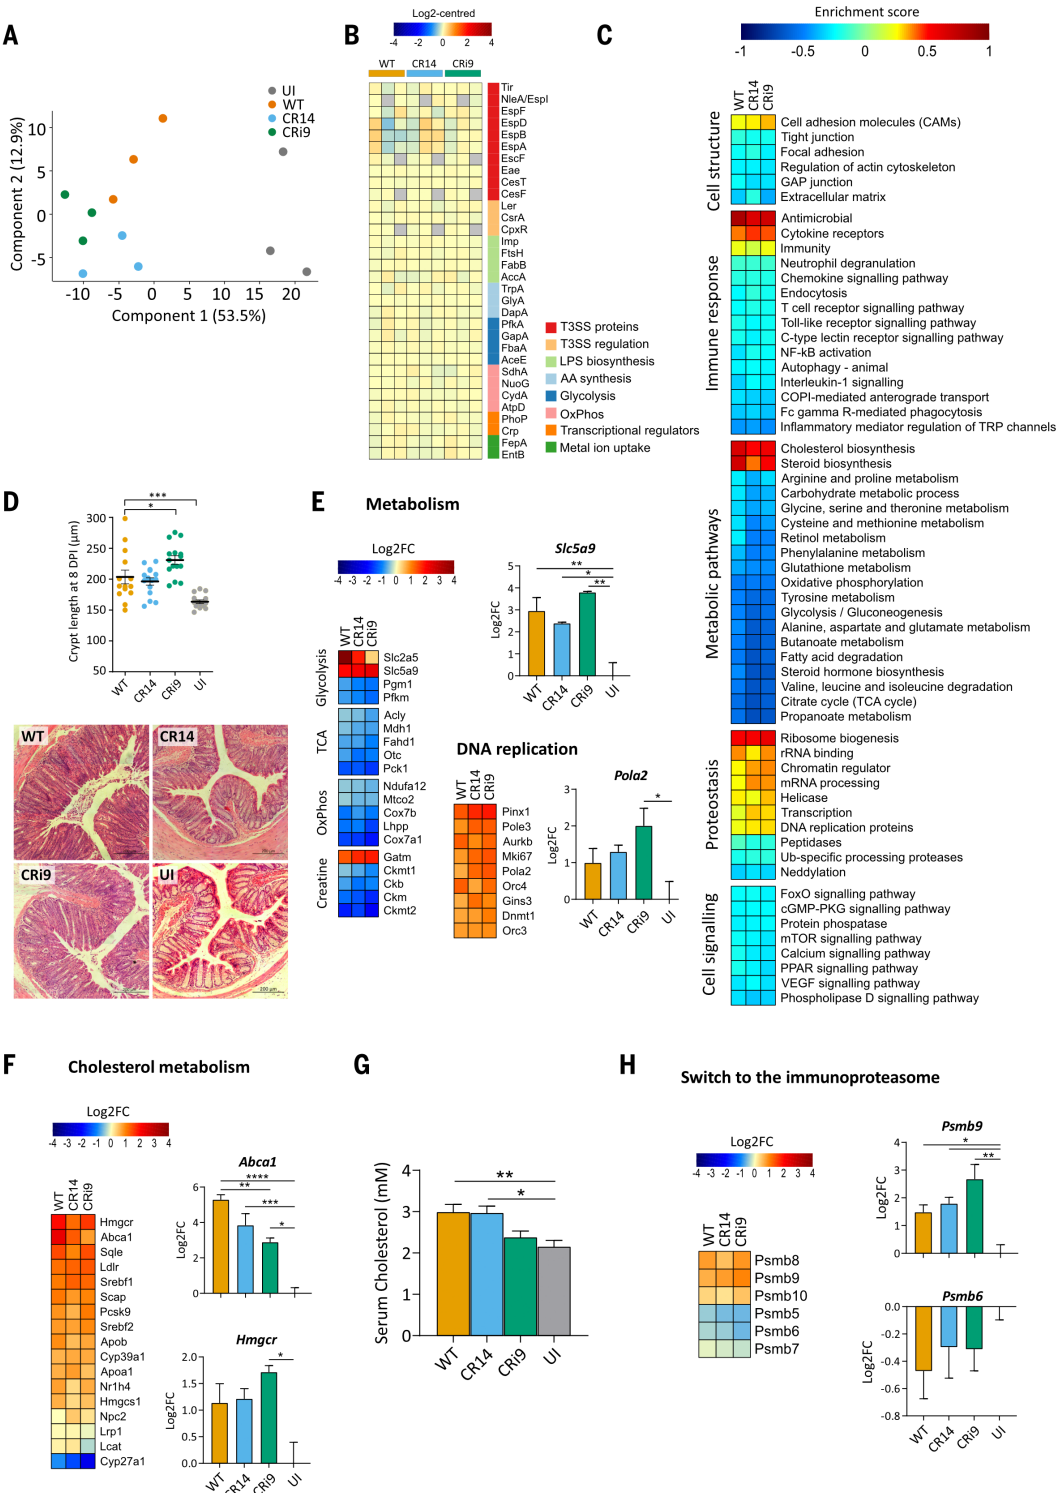 A
UI
WT
CR14
CRi9
Component 2 (12.9%)
10
5
0
-5
-10 -5 0 5 10 15 20
Component 1 (53.5%)
B
Log2-centred
-4 -2 0 2 4
WT CR14 CRi9
Tir
NleA/EspI
EspF
EspD
EspB
EspA
EscF
Eae
CesT
CesF
Ler
CsrA
CpxR
Imp
FtsH
FabB
AccA
TrpA
GlyA
DapA
PfkA
GapA
FbaA
AceE
SdhA
NuoG
CydA
AtpD
PhoP
Crp
FepA
EntB
T3SS proteins
T3SS regulation
LPS biosynthesis
AA synthesis
Glycolysis
OxPhos
Transcriptional regulators
Metal ion uptake
C
Enrichment score
-1 -0.5 0 0.5 1
WT CR14 CRi9
Cell structure
Cell adhesion molecules (CAMs)
Tight junction
Focal adhesion
Regulation of actin cytoskeleton
GAP junction
Extracellular matrix
Immune response
Antimicrobial
Cytokine receptors
Immunity
Neutrophil degranulation
Chemokine signalling pathway
Endocytosis
T cell receptor signalling pathway
Toll-like receptor signalling pathway
C-type lectin receptor signalling pathway
NF-kB activation
Autophagy - animal
Interleukin-1 signalling
COPI-mediated anterograde transport
Fc gamma R-mediated phagocytosis
Inflammatory mediator regulation of TRP channels
Metabolic pathways
Cholesterol biosynthesis
Steroid biosynthesis
Arginine and proline metabolism
Carbohydrate metabolic process
Glycine, serine and theronine metabolism
Cysteine and methionine metabolism
Retinol metabolism
Phenylalanine metabolism
Glutathione metabolism
Oxidative phosphorylation
Tyrosine metabolism
Glycolysis / Gluconeogenesis
Alanine, aspartate and glutamate metabolism
Butanoate metabolism
Fatty acid degradation
Steroid hormone biosynthesis
Valine, leucine and isoleucine degradation
Citrate cycle (TCA cycle)
Propanoate metabolism
Proteostasis
Ribosome biogenesis
rRNA binding
Chromatin regulator
mRNA processing
Helicase
Transcription
DNA replication proteins
Peptidases
Ub-specific processing proteases
Neddylation
Cell signalling
FoxO signalling pathway
cGMP-PKG signalling pathway
Protein phospatase
mTOR signalling pathway
Calcium signalling pathway
PPAR signalling pathway
VEGF signalling pathway
Phospholipase D signalling pathway
D
***
*
Crypt length at 8 DPI (µm)
300
250
200
150
100
50
WT CR14 CRi9 UI
WT
CR14
CRi9
UI
200 µm
E
Metabolism
Log2FC
-4 -3 -2 -1 0 1 2 3 4
WT CR14 CRi9
Glycolysis
Slc2a5
Slc5a9
Pgm1
Pfkm
TCA
Acly
Mdh1
Fahd1
Otc
Pck1
OxPhos
Ndufa12
Mtco2
Cox7b
Lhpp
Cox7a1
Creatine
Gatm
Ckmt1
Ckb
Ckm
Ckmt2
Slc5a9
**
*
**
Log2FC
5
4
3
2
1
0
WT CR14 CRi9 UI
DNA replication
WT CR14 CRi9
Pinx1
Pole3
Aurkb
Mki67
Pola2
Orc4
Gins3
Dnmt1
Orc3
Pola2
*
Log2FC
3
2
1
0
WT CR14 CRi9 UI
F
Cholesterol metabolism
Log2FC
-4 -3 -2 -1 0 1 2 3 4
WT CR14 CRi9
Hmgcr
Abca1
Sqle
Ldlr
Srebf1
Scap
Pcsk9
Srebf2
Apob
Cyp39a1
Apoa1
Nr1h4
Hmgcs1
Npc2
Lrp1
Lcat
Cyp27a1
Abca1
****
**
***
*
Log2FC
6
4
2
0
Hmgcr
*
Log2FC
2.0
1.5
1.0
0.5
0.0
WT CR14 CRi9 UI
G
**
*
Serum Cholesterol (mM)
4
3
2
1
0
WT CR14 CRi9 UI
H
Switch to the immunoproteasome
Log2FC
-4 -3 -2 -1 0 1 2 3 4
WT CR14 CRi9
Psmb8
Psmb9
Psmb10
Psmb5
Psmb6
Psmb7
Psmb9
*
*
**
Log2FC
4
3
2
1
0
Psmb6
Log2FC
0.0
-0.2
-0.4
-0.6
-0.8
WT CR14 CRi9 UI